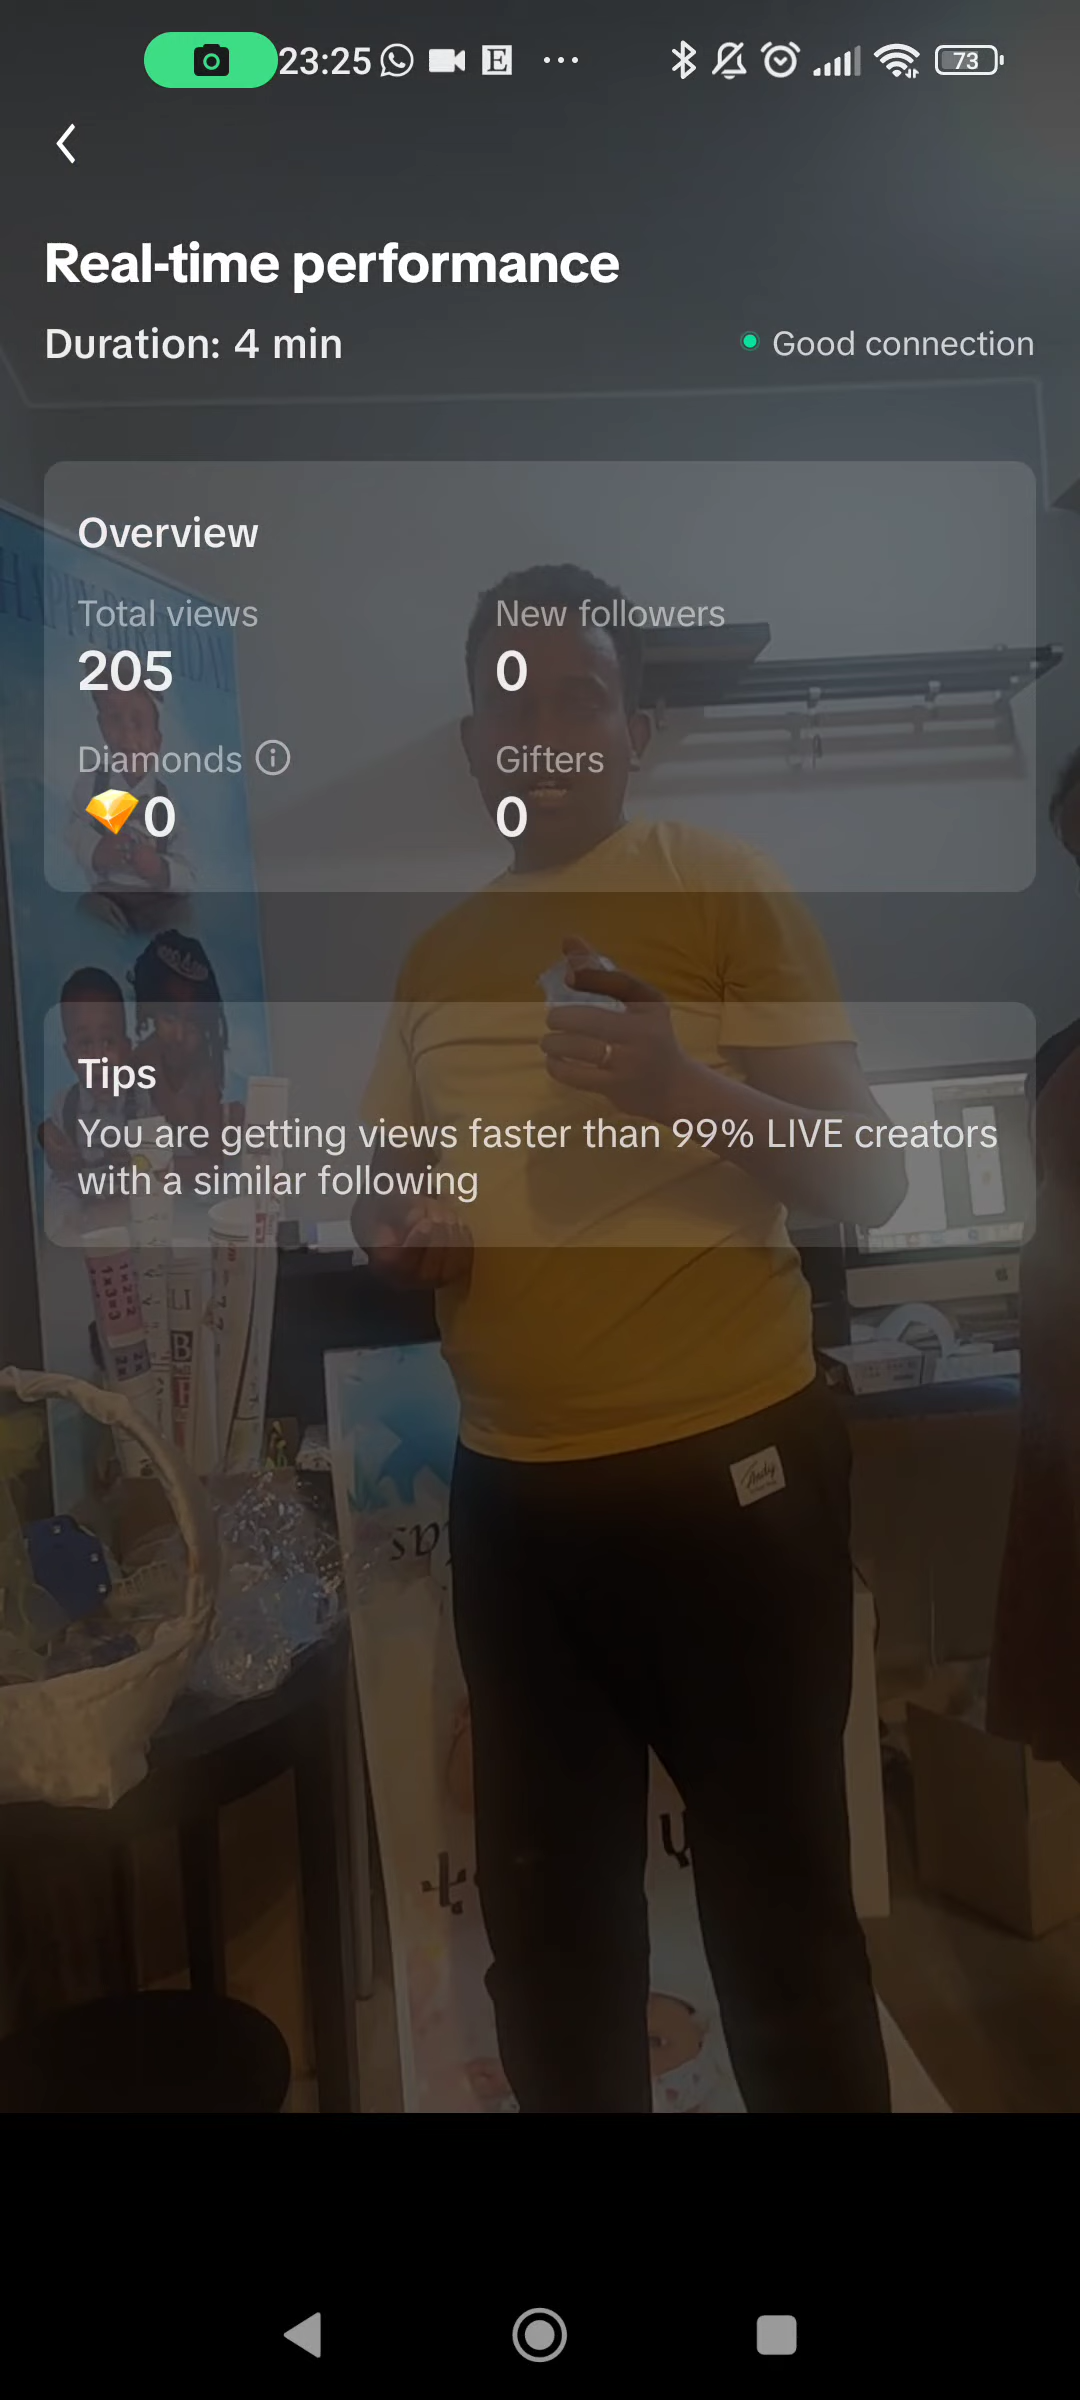 23:25
73
Real-time performance
Duration: 4 min
Good connection
Overview
Total views
New followers
205
0
Diamonds
Gifters
0
0
Tips
You are getting views faster than 99% LIVE creators
with a similar following